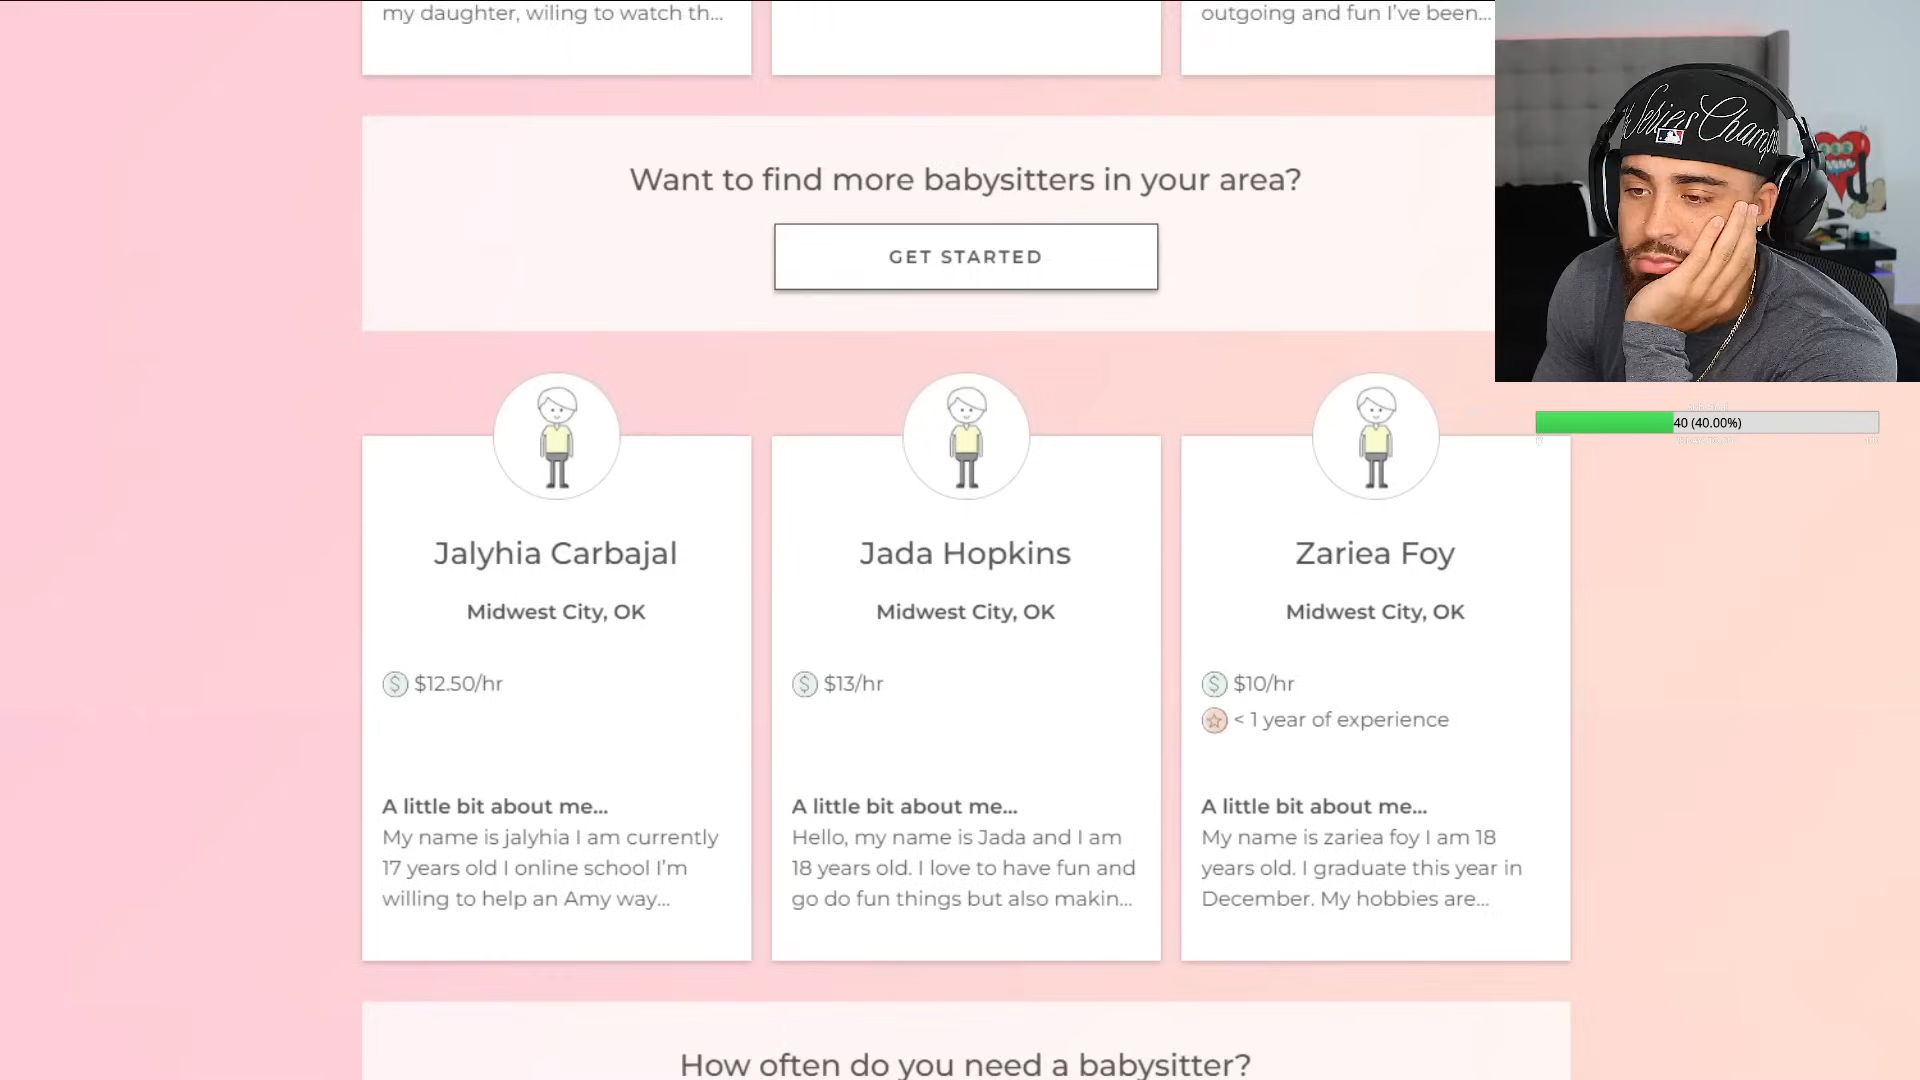 my daughter, wiling to watch th...
outgoing and fun I've been...
Want to find more babysitters in your area?
GET STARTED
Series Champ
40 (40.00%)
Jalyhia Carbajal
Midwest City, OK
$12.50/hr
A little bit about me...
My name is jalyhia I am currently
17 years old I online school I'm
willing to help an Amy way...
Jada Hopkins
Midwest City, OK
$13/hr
A little bit about me...
Hello, my name is Jada and I am
18 years old. I love to have fun and
go do fun things but also makin...
Zariea Foy
Midwest City, OK
$10/hr
< 1 year of experience
A little bit about me...
My name is zariea foy I am 18
years old. I graduate this year in
December. My hobbies are...
How often do you need a babysitter?